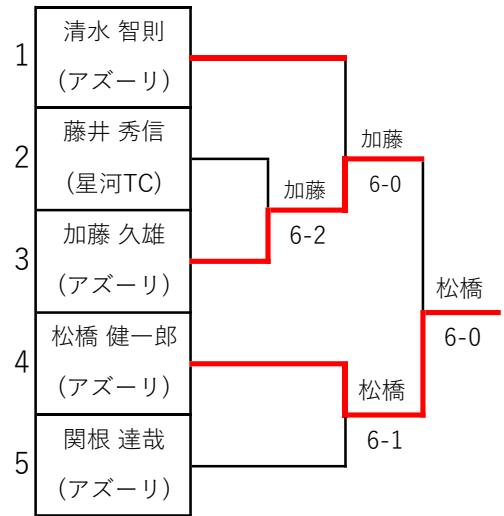 1
清水 智則
(アズーリ)
2
藤井 秀信
(星河TC)
3
加藤 久雄
(アズーリ)
4
松橋 健一郎
(アズーリ)
5
関根 達哉
(アズーリ)
加藤
6-2
加藤
6-0
松橋
6-1
松橋
6-0